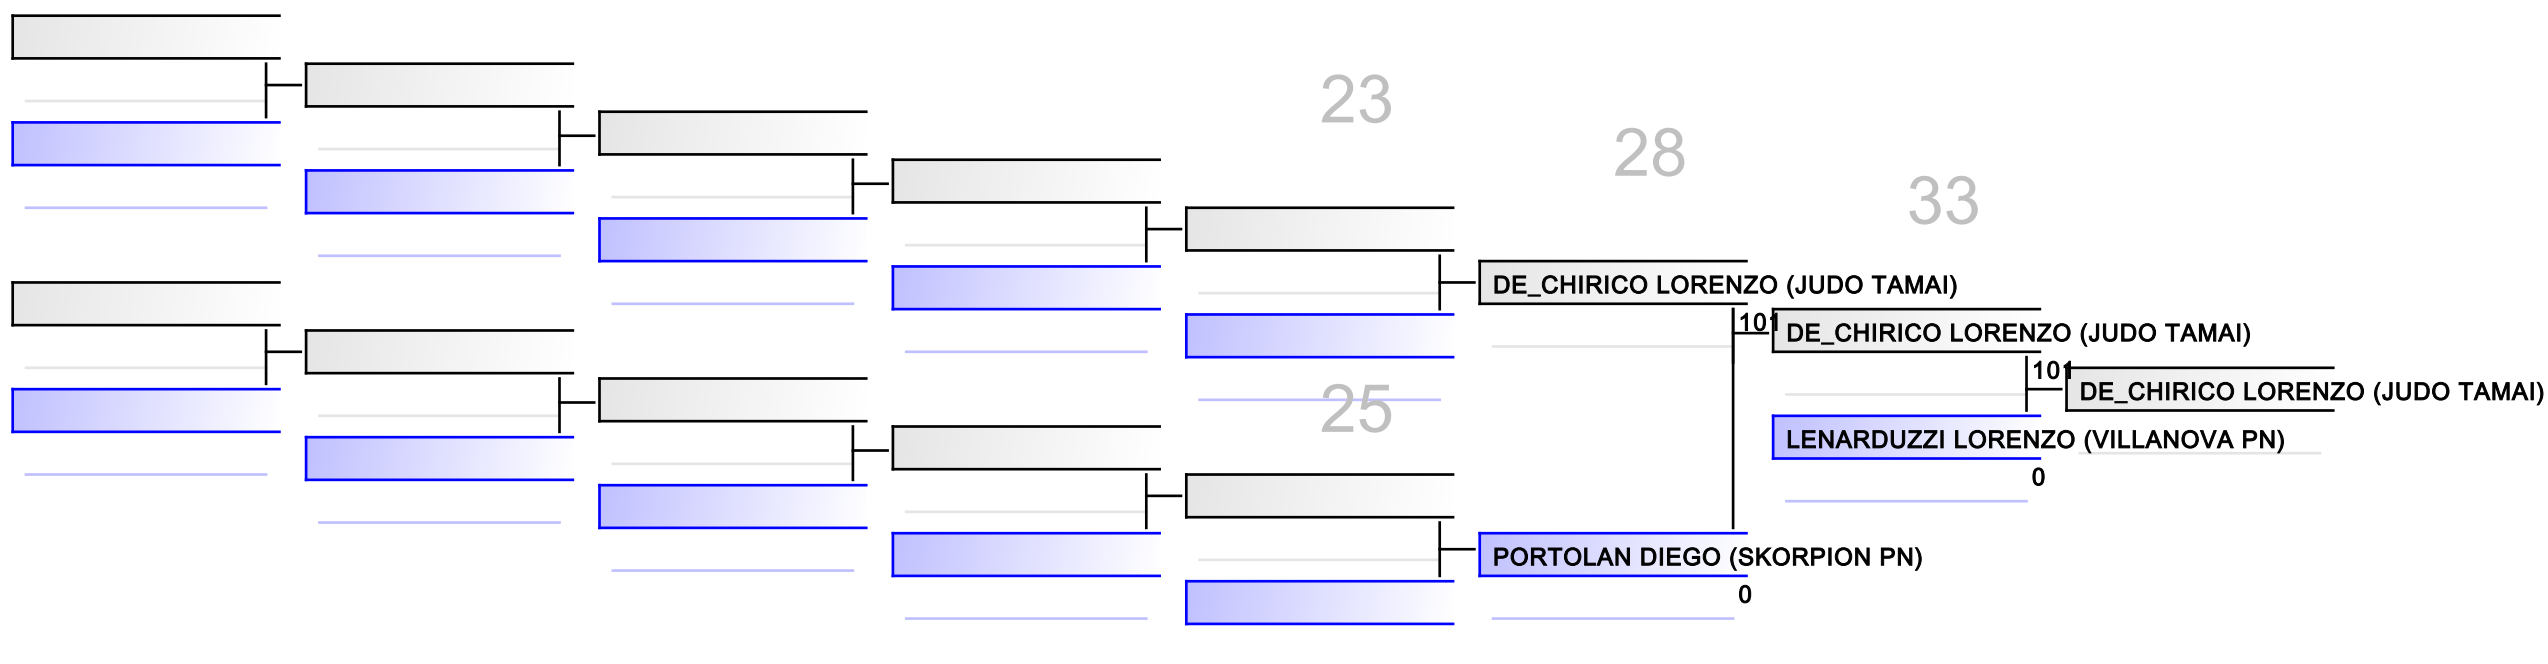 23
28
33
DE_CHIRICO LORENZO (JUDO TAMAI)
101
DE_CHIRICO LORENZO (JUDO TAMAI)
101
DE_CHIRICO LORENZO (JUDO TAMAI)
25
LENARDUZZI LORENZO (VILLANOVA PN)
0
PORTOLAN DIEGO (SKORPION PN)
0